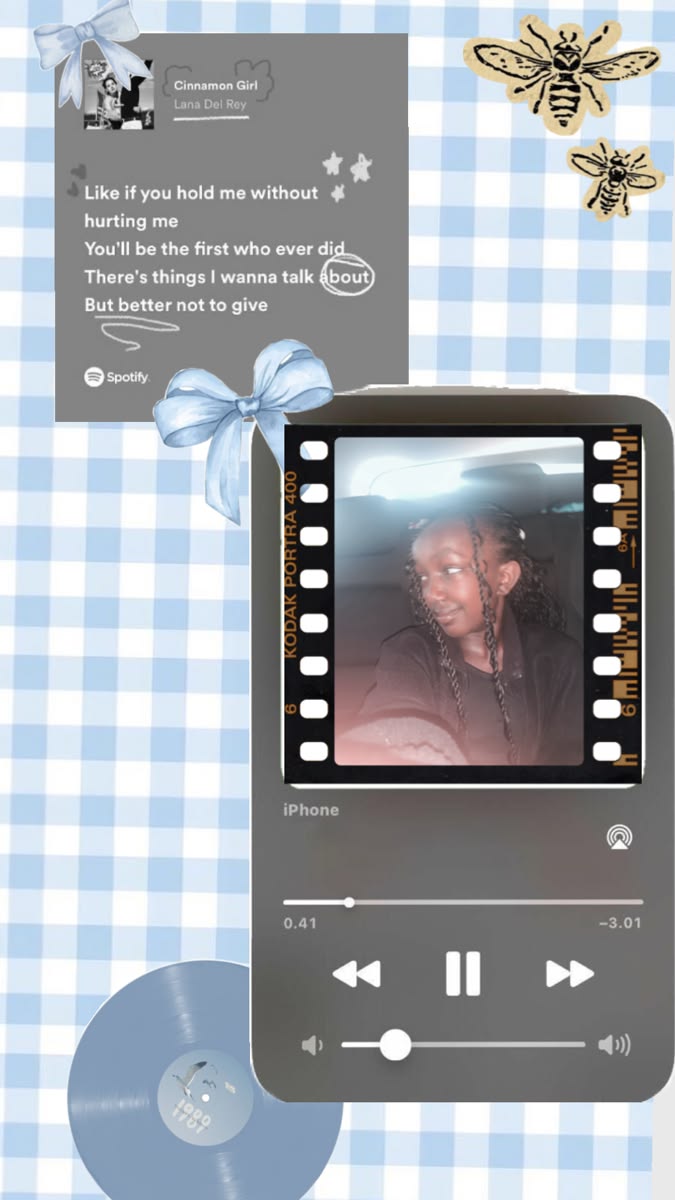 Cinnamon Girl
Lana Del Rey
Like if you hold me without
hurting me
You'll be the first who ever did
There's things I wanna talk about
But better not to give
Spotify
KODAK PORTRA 400
6
6A
6
iPhone
0.41
−3.01